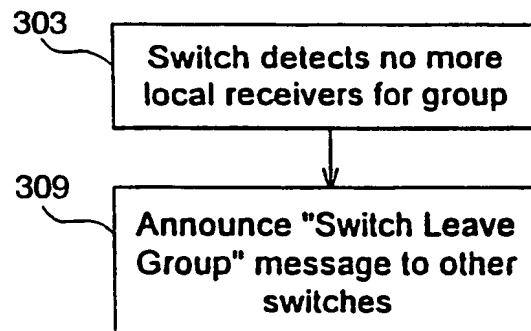 303
Switch detects no more
local receivers for group
309
Announce "Switch Leave
Group" message to other
switches